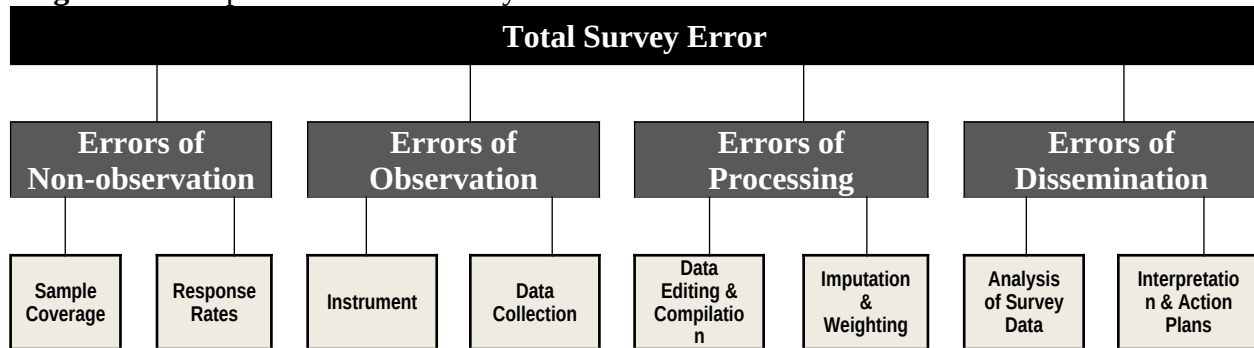 Total Survey Error
Errors of
Non-observation
Errors of
Observation
Errors of
Processing
Errors of
Dissemination
Sample
Coverage
Response
Rates
Instrument
Data
Collection
Data
Editing &
Compilatio
n
Imputation
&
Weighting
Analysis
of Survey
Data
Interpretatio
n & Action
Plans